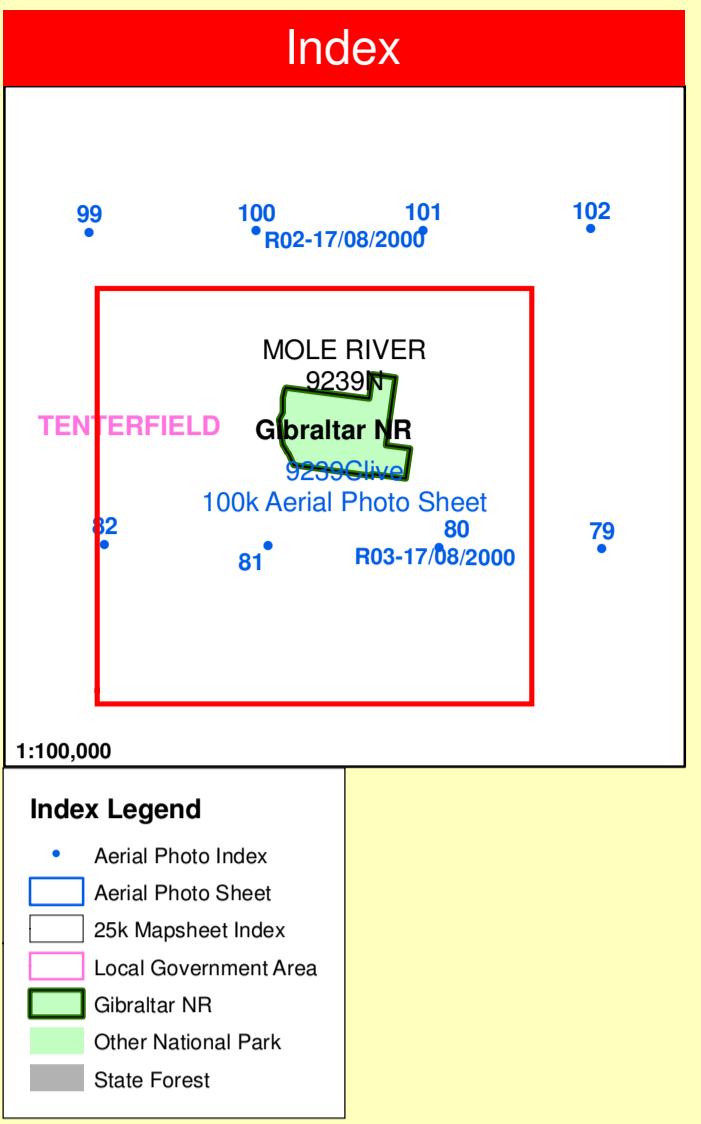 Index
99
100
101
102
R02-17/08/2000
MOLE RIVER
9239N
TENTERFIELD
Gibraltar NR
9239Clive
100k Aerial Photo Sheet
82
81
80
79
R03-17/08/2000
1:100,000
Index Legend
Aerial Photo Index
Aerial Photo Sheet
25k Mapsheet Index
Local Government Area
Gibraltar NR
Other National Park
State Forest